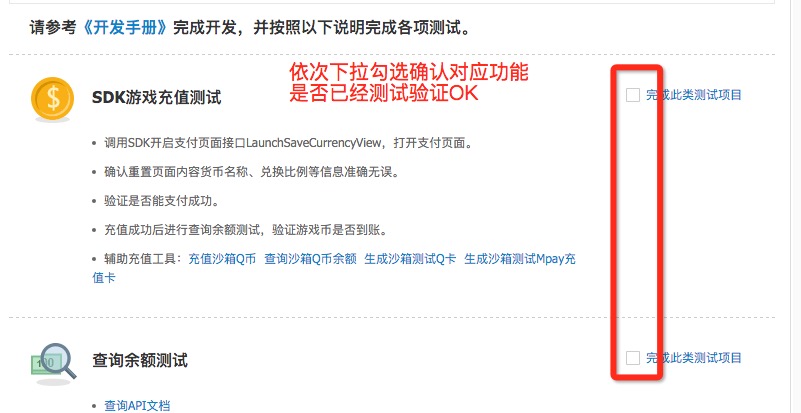 请参考《开发手册》完成开发，并按照以下说明完成各项测试。
依次下拉勾选确认对应功能
是否已经测试验证OK
SDK游戏充值测试
完成此类测试项目
调用SDK开启支付页面接口LaunchSaveCurrencyView，打开支付页面。
确认重置页面内容货币名称、兑换比例等信息准确无误。
验证是否能支付成功。
充值成功后进行查询余额测试，验证游戏币是否到账。
辅助充值工具：充值沙箱Q币 查询沙箱Q币余额 生成沙箱测试Q卡 生成沙箱测试Mpay充
值卡
100
查询余额测试
完成此类测试项目
查询API文档